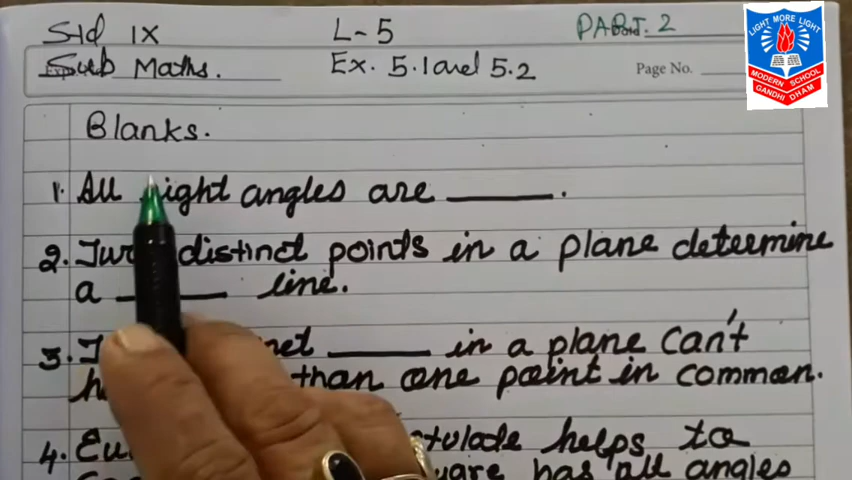 Std IX L-5 PART. 2
Sub Maths. Ex. 5.1 and 5.2 Page No.
LIGHT MORE LIGHT
MODERN SCHOOL
GANDHI DHAM
Blanks.
1. All right angles are ______.
2. Two distinct points in a plane determine
a ______ line.
3. ______ in a plane Can't
than one point in common.
4. helps to
has all angles